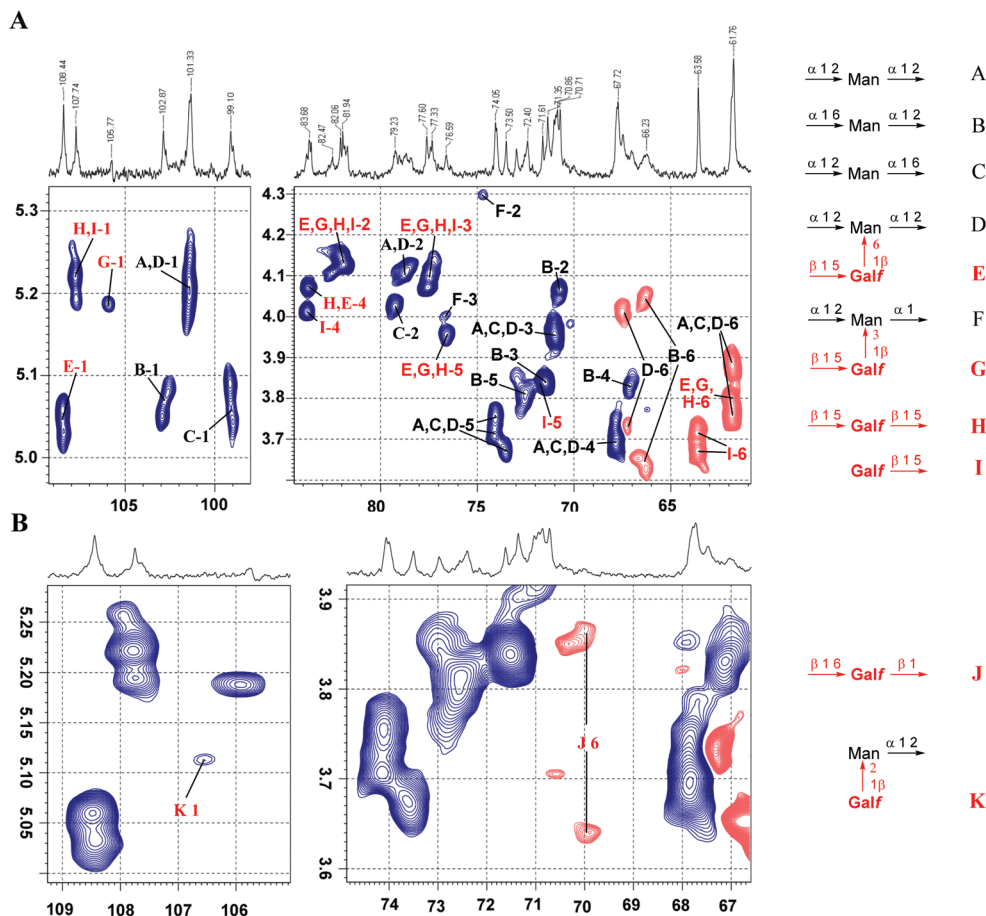 A
108.44
107.74
105.77
102.87
101.33
99.10
83.68
82.47
82.06
81.94
79.23
77.60
77.33
76.59
74.05
73.50
72.40
71.61
71.35
70.86
70.71
67.72
66.23
63.58
61.76
5.3
5.2
5.1
5.0
105
100
H,I-1
G-1
A,D-1
E-1
B-1
C-1
4.3
4.2
4.1
4.0
3.9
3.8
3.7
80
75
70
65
F-2
E,G,H,I-2
E,G,H,I-3
A,D-2
B-2
H,E-4
F-3
I-4
C-2
A,C,D-3
A,C,D-6
E,G,H-5
B-3
B-6
D-6
B-5
B-4
E,G,
H-6
I-5
A,C,D-5
A,C,D-4
I-6
α 1 2 Man α 1 2 A
α 1 6 Man α 1 2 B
α 1 2 Man α 1 6 C
α 1 2 Man α 1 2 D
6
1β
β 1 5 Galf E
α 1 2 Man α 1 F
3
1β
β 1 5 Galf G
β 1 5 Galf β 1 5 H
Galf β 1 5 I
B
5.25
5.20
5.15
5.10
5.05
109
108
107
106
K 1
3.9
3.8
3.7
3.6
74
73
72
71
70
69
68
67
J 6
β 1 6 Galf β 1 J
Man α 1 2
2
1β
Galf K